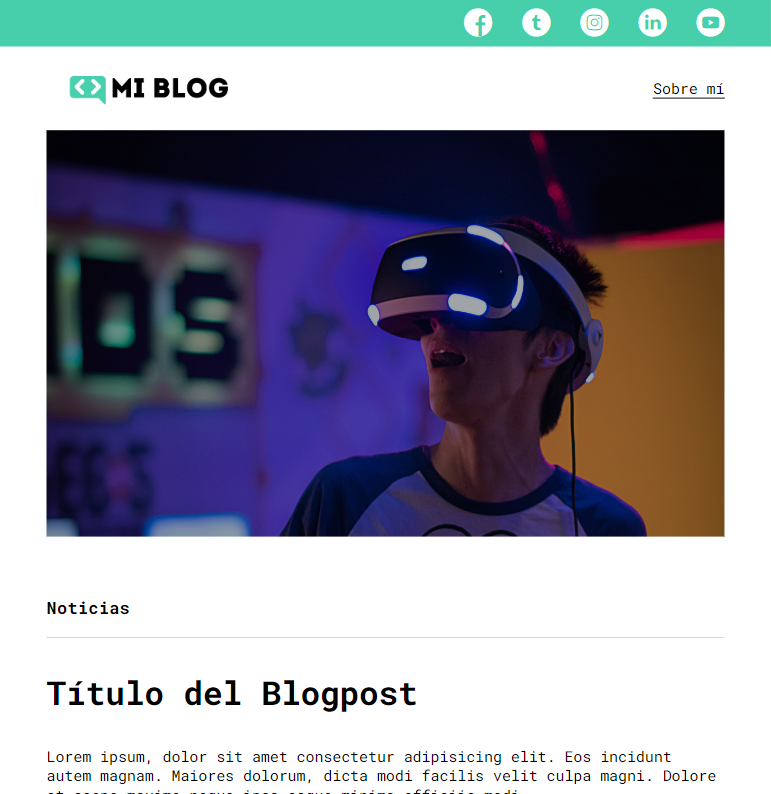 MI BLOG
Sobre mí
Noticias
Título del Blogpost
Lorem ipsum, dolor sit amet consectetur adipisicing elit. Eos incidunt
autem magnam. Maiores dolorum, dicta modi facilis velit culpa magni. Dolore